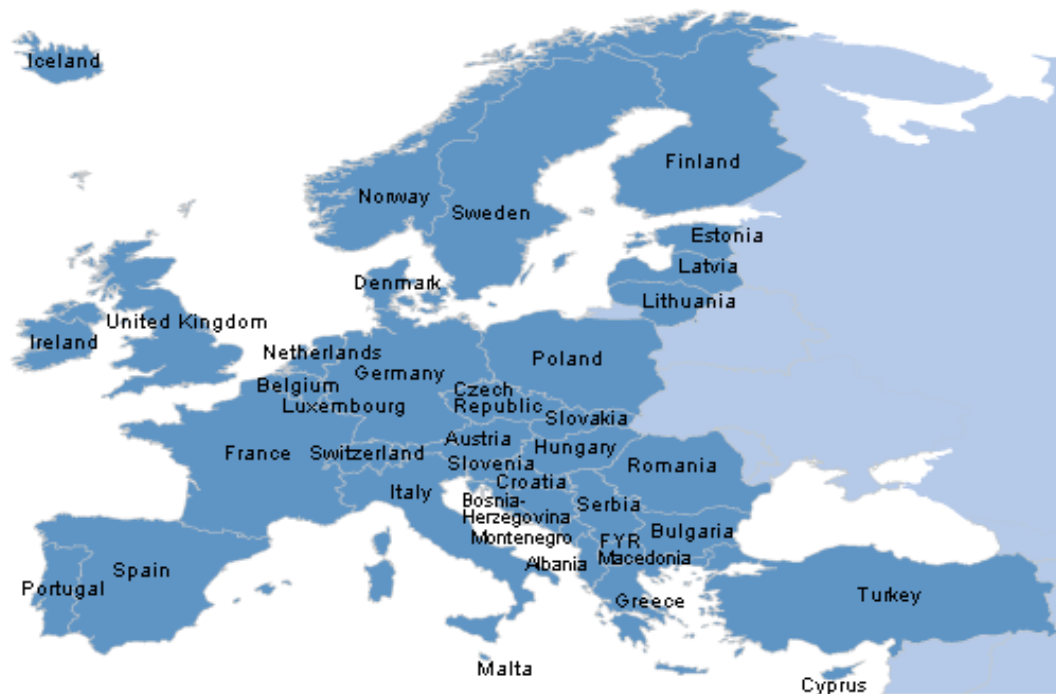 Iceland
Finland
Norway
Sweden
Estonia
Latvia
Denmark
Lithuania
United Kingdom
Ireland
Netherlands
Poland
Germany
Belgium
Czech
Republic
Luxembourg
Slovakia
Austria
Hungary
France
Switzerland
Slovenia
Romania
Croatia
Italy
Bosnia-
Herzegovina
Serbia
Bulgaria
Montenegro
FYR
Macedonia
Albania
Spain
Portugal
Greece
Turkey
Malta
Cyprus